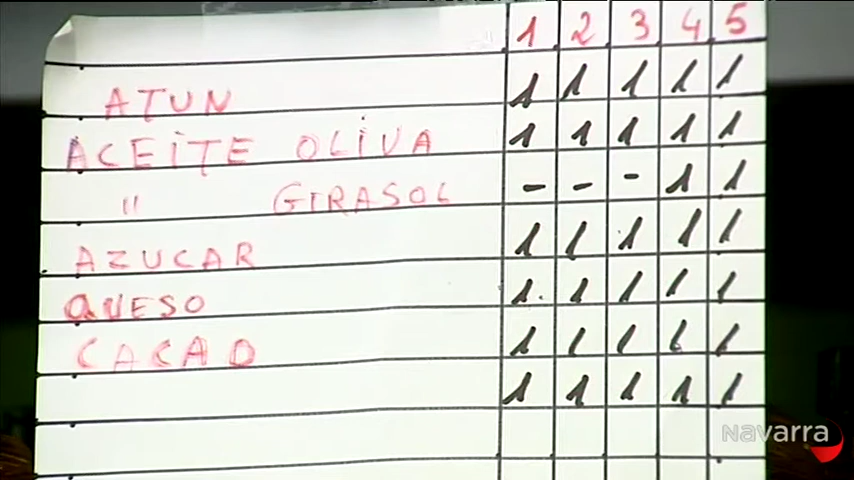 1 2 3 4 5
ATUN 1 1 1 1 1
ACEITE OLIVA 1 1 1 1 1
" GIRASOL - - - 1 1
AZUCAR 1 1 1 1 1
QUESO 1 1 1 1 1
CACAO 1 1 1 1 1
1 1 1 1 1
Navarra